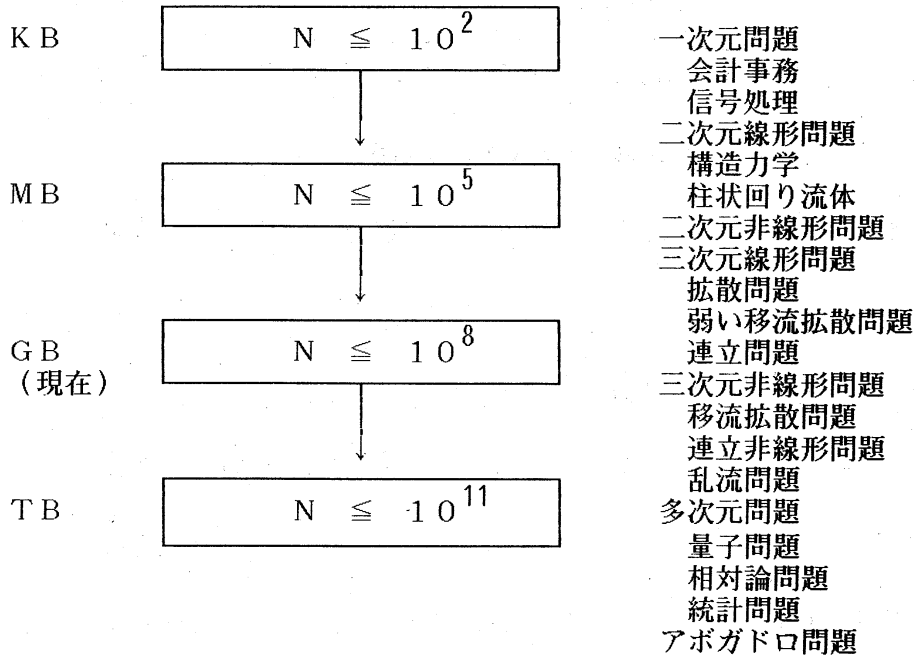 KB
N ≦ 10^2
MB
N ≦ 10^5
GB
(現在)
N ≦ 10^8
TB
N ≦ 10^11
一次元問題
会計事務
信号処理
二次元線形問題
構造力学
柱状回り流体
二次元非線形問題
三次元線形問題
拡散問題
弱い移流拡散問題
連立問題
三次元非線形問題
移流拡散問題
連立非線形問題
乱流問題
多次元問題
量子問題
相対論問題
統計問題
アボガドロ問題